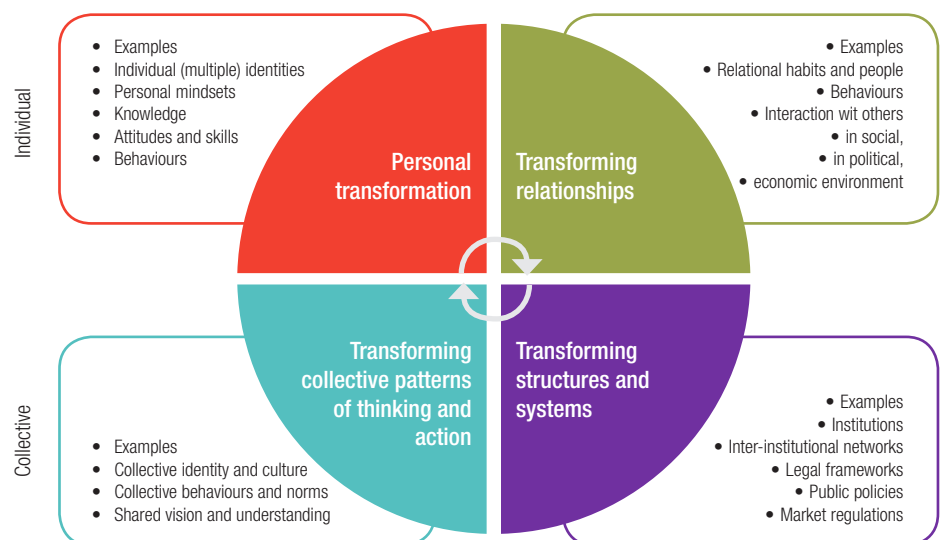 Individual
• Examples
• Individual (multiple) identities
• Personal mindsets
• Knowledge
• Attitudes and skills
• Behaviours
Personal
transformation
Transforming
relationships
• Examples
• Relational habits and people
• Behaviours
• Interaction wit others
• in social,
• in political,
• economic environment
Collective
• Examples
• Collective identity and culture
• Collective behaviours and norms
• Shared vision and understanding
Transforming
collective patterns
of thinking and
action
Transforming
structures and
systems
• Examples
• Institutions
• Inter-institutional networks
• Legal frameworks
• Public policies
• Market regulations